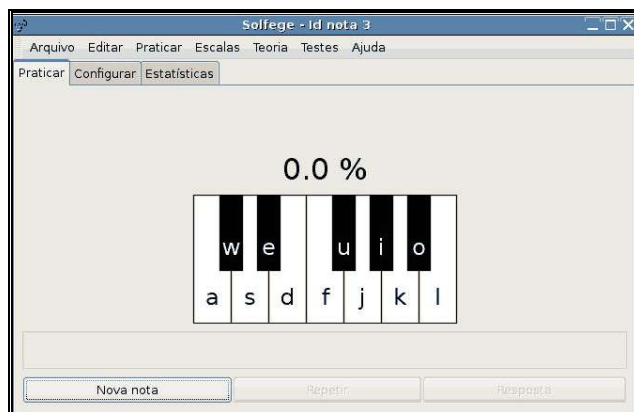 Solfege - Id nota 3
Arquivo Editar Praticar Escalas Teoria Testes Ajuda
Praticar Configurar Estatísticas
0.0 %
w e u i o
a s d f j k l
Nova nota Repetir Resposta